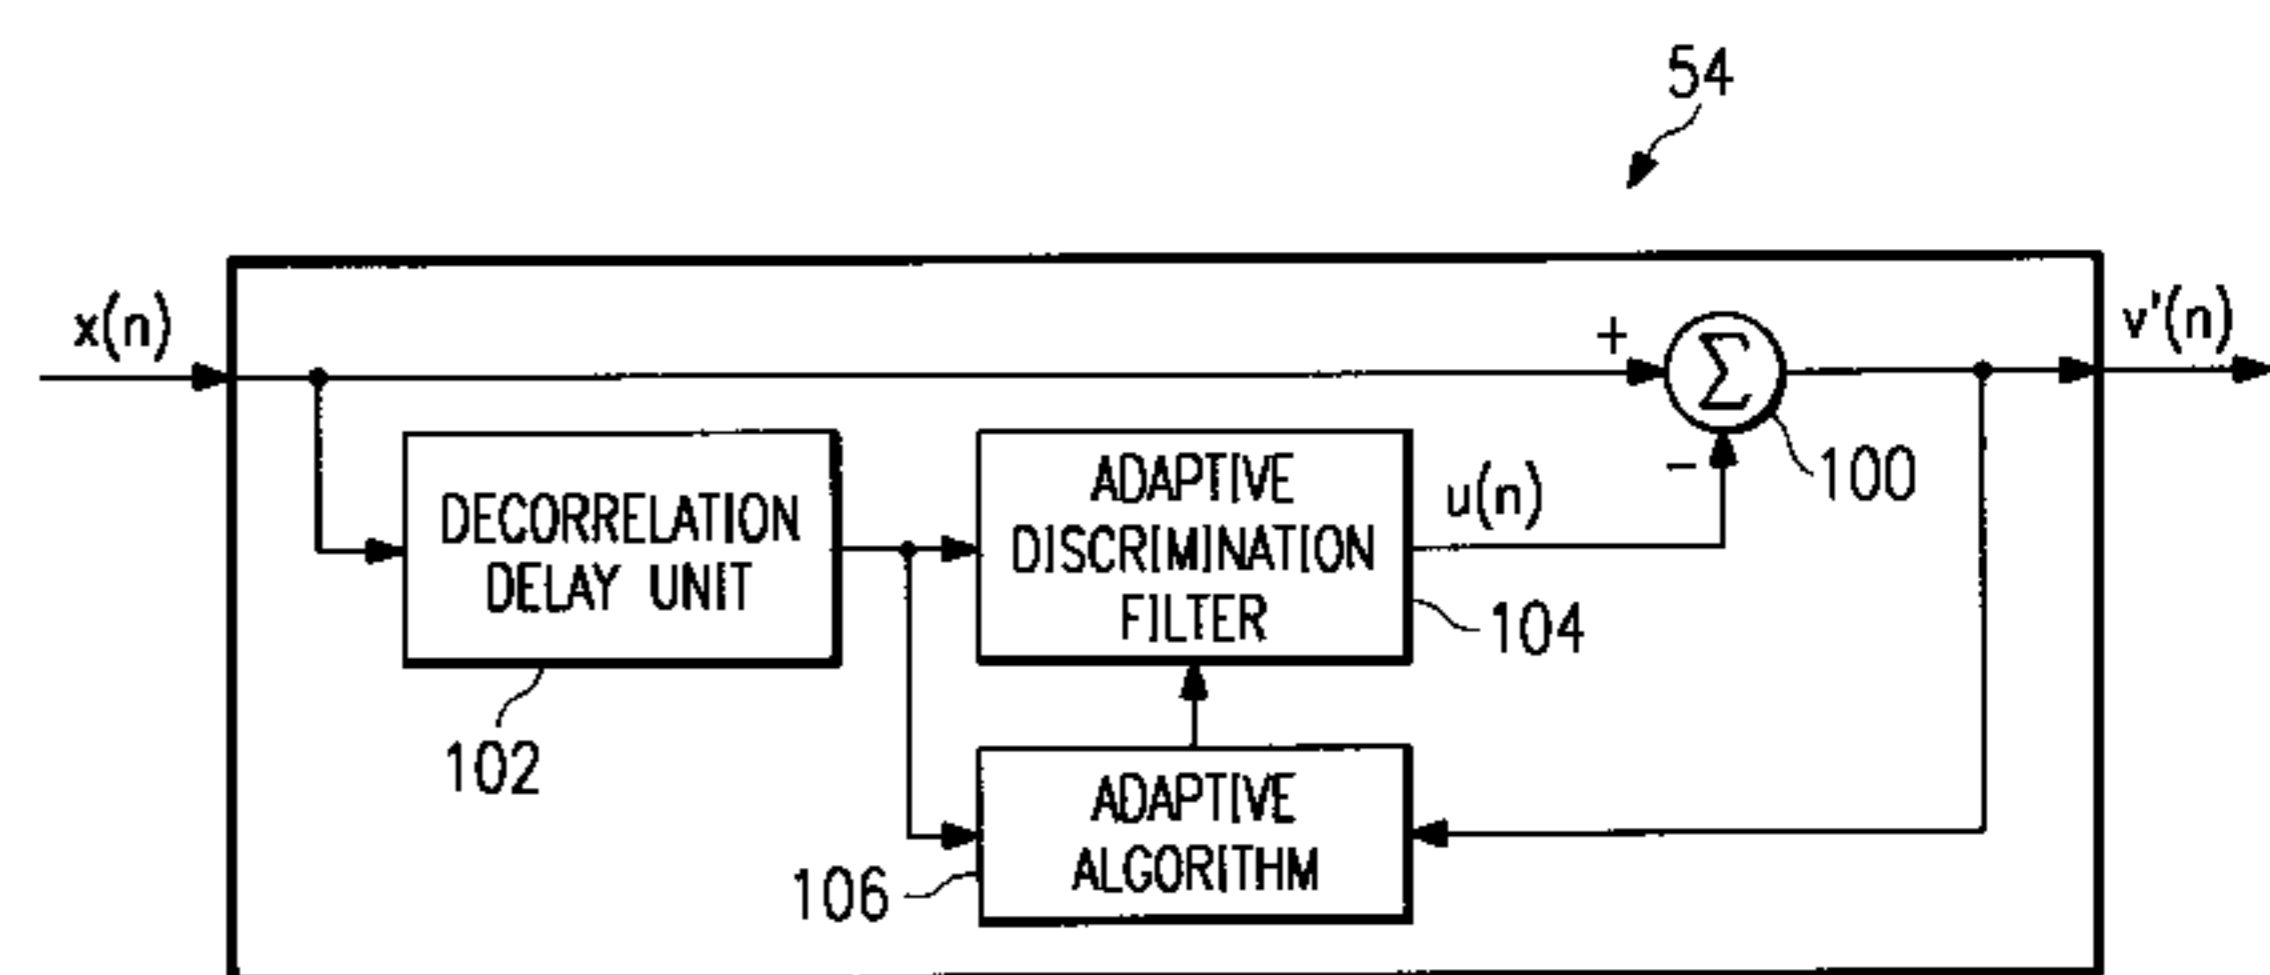 54
x(n)
+
Σ
v'(n)
100
-
DECORRELATION
DELAY UNIT
102
ADAPTIVE
DISCRIMINATION
FILTER
u(n)
104
ADAPTIVE
ALGORITHM
106